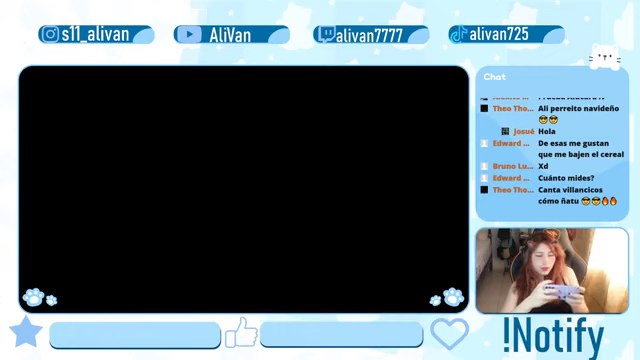 s11_alivan
AliVan
alivan7777
alivan725
Chat
Theo Tho... Ali perreito navideño
😎😎
Josué Hola
Edward ... De esas me gustan
que me bajen el cereal
Bruno Lu... Xd
Edward ... Cuánto mides?
Theo Tho... Canta villancicos
cómo ñatu 😎😎🔥🔥
!Notify